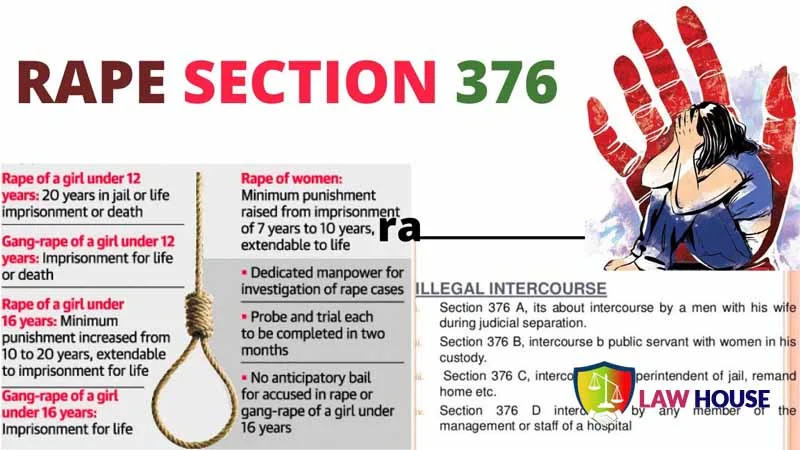 RAPE SECTION 376
Rape of a girl under 12
years: 20 years in jail or life
imprisonment or death
Gang-rape of a girl under 12
years: Imprisonment for life
or death
Rape of a girl under
16 years: Minimum
punishment increased from
10 to 20 years, extendable
to imprisonment for life
Gang-rape of a girl
under 16 years:
Imprisonment for life
Rape of women:
Minimum punishment
raised from imprisonment
of 7 years to 10 years,
extendable to life
▪ Dedicated manpower for
investigation of rape cases
▪ Probe and trial each
to be completed in two
months
▪ No anticipatory bail
for accused in rape or
gang-rape of a girl under
16 years
ra
ILLEGAL INTERCOURSE
Section 376 A, its about intercourse by a men with his wife
during judicial separation.
Section 376 B, intercourse b public servant with women in his
custody.
Section 376 C, of jail, remand
home etc.
Section 376 D by any member of the
management or staff of a hospital
LAW HOUSE